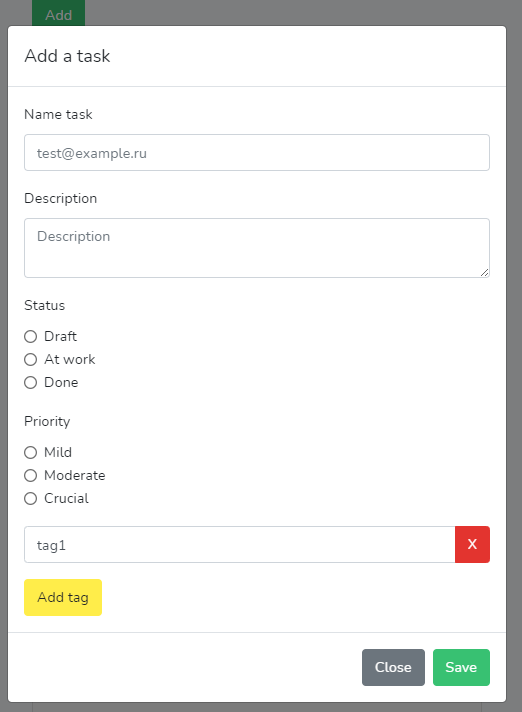 Add
Add a task
Name task
test@example.ru
Description
Description
Status
Draft
At work
Done
Priority
Mild
Moderate
Crucial
tag1 X
Add tag
Close Save